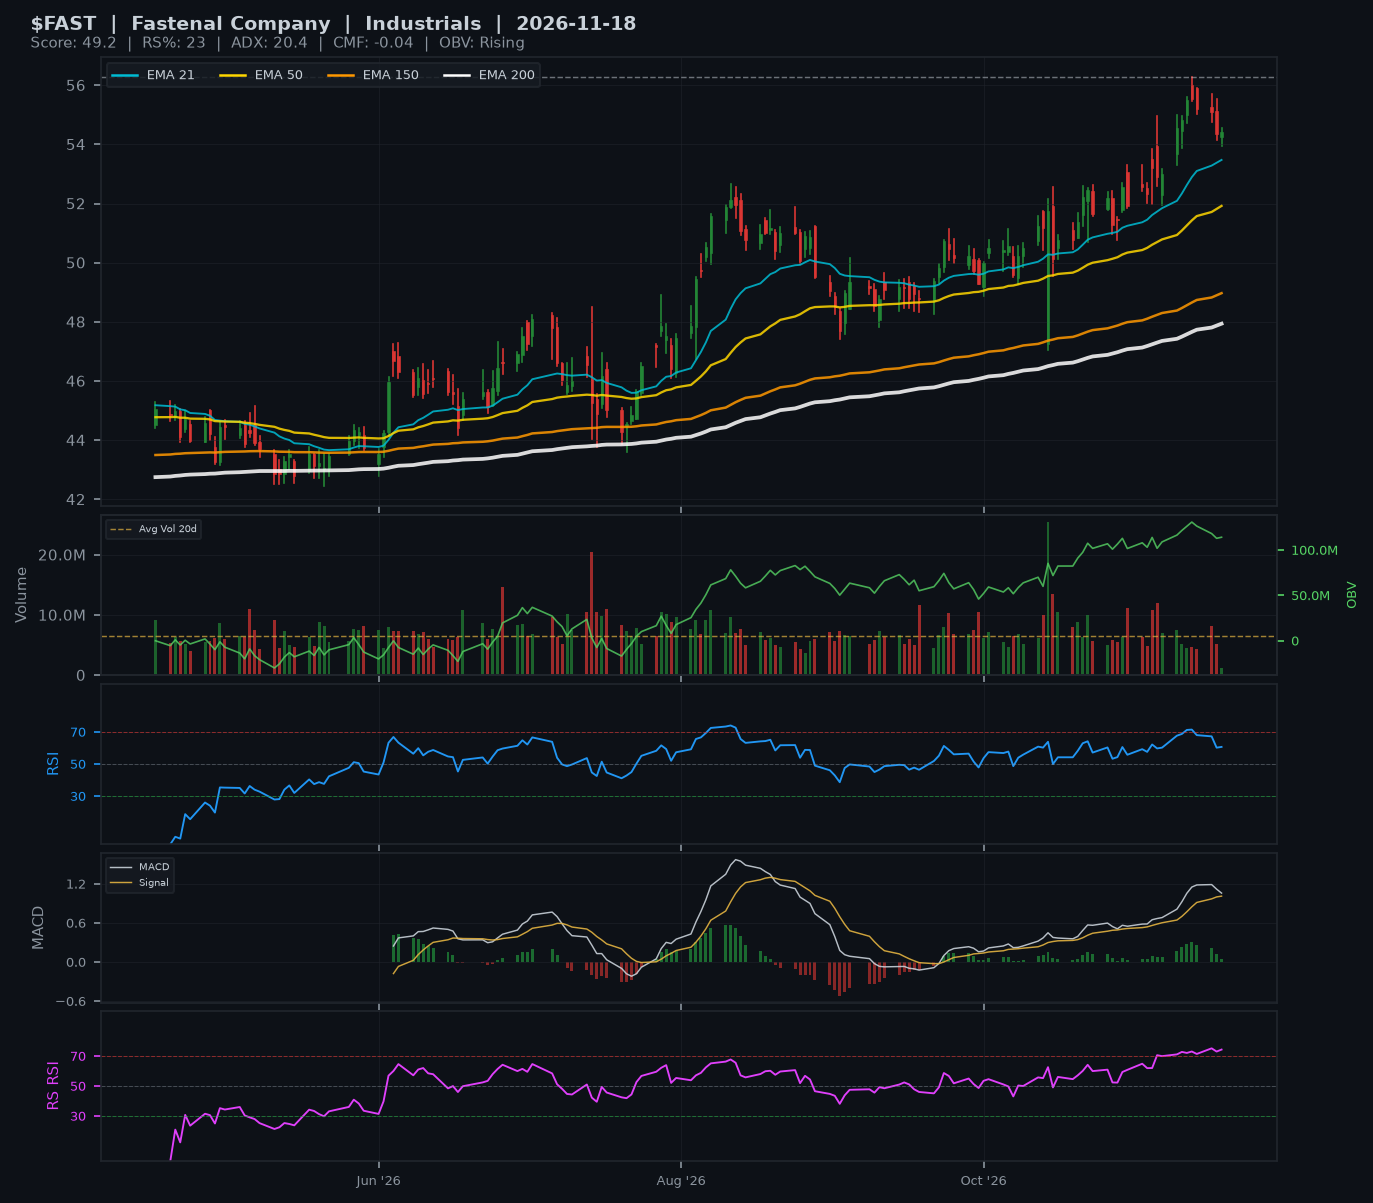 $FAST | Fastenal Company | Industrials | 2026-11-18
Score: 49.2 | RS%: 23 | ADX: 20.4 | CMF: -0.04 | OBV: Rising
EMA 21 EMA 50 EMA 150 EMA 200
56
54
52
50
48
46
44
42
Avg Vol 20d
Volume
20.0M
10.0M
0
100.0M
50.0M
0
OBV
RSI
70
50
30
MACD
Signal
MACD
1.2
0.6
0.0
−0.6
RS RSI
70
50
30
Jun '26 Aug '26 Oct '26